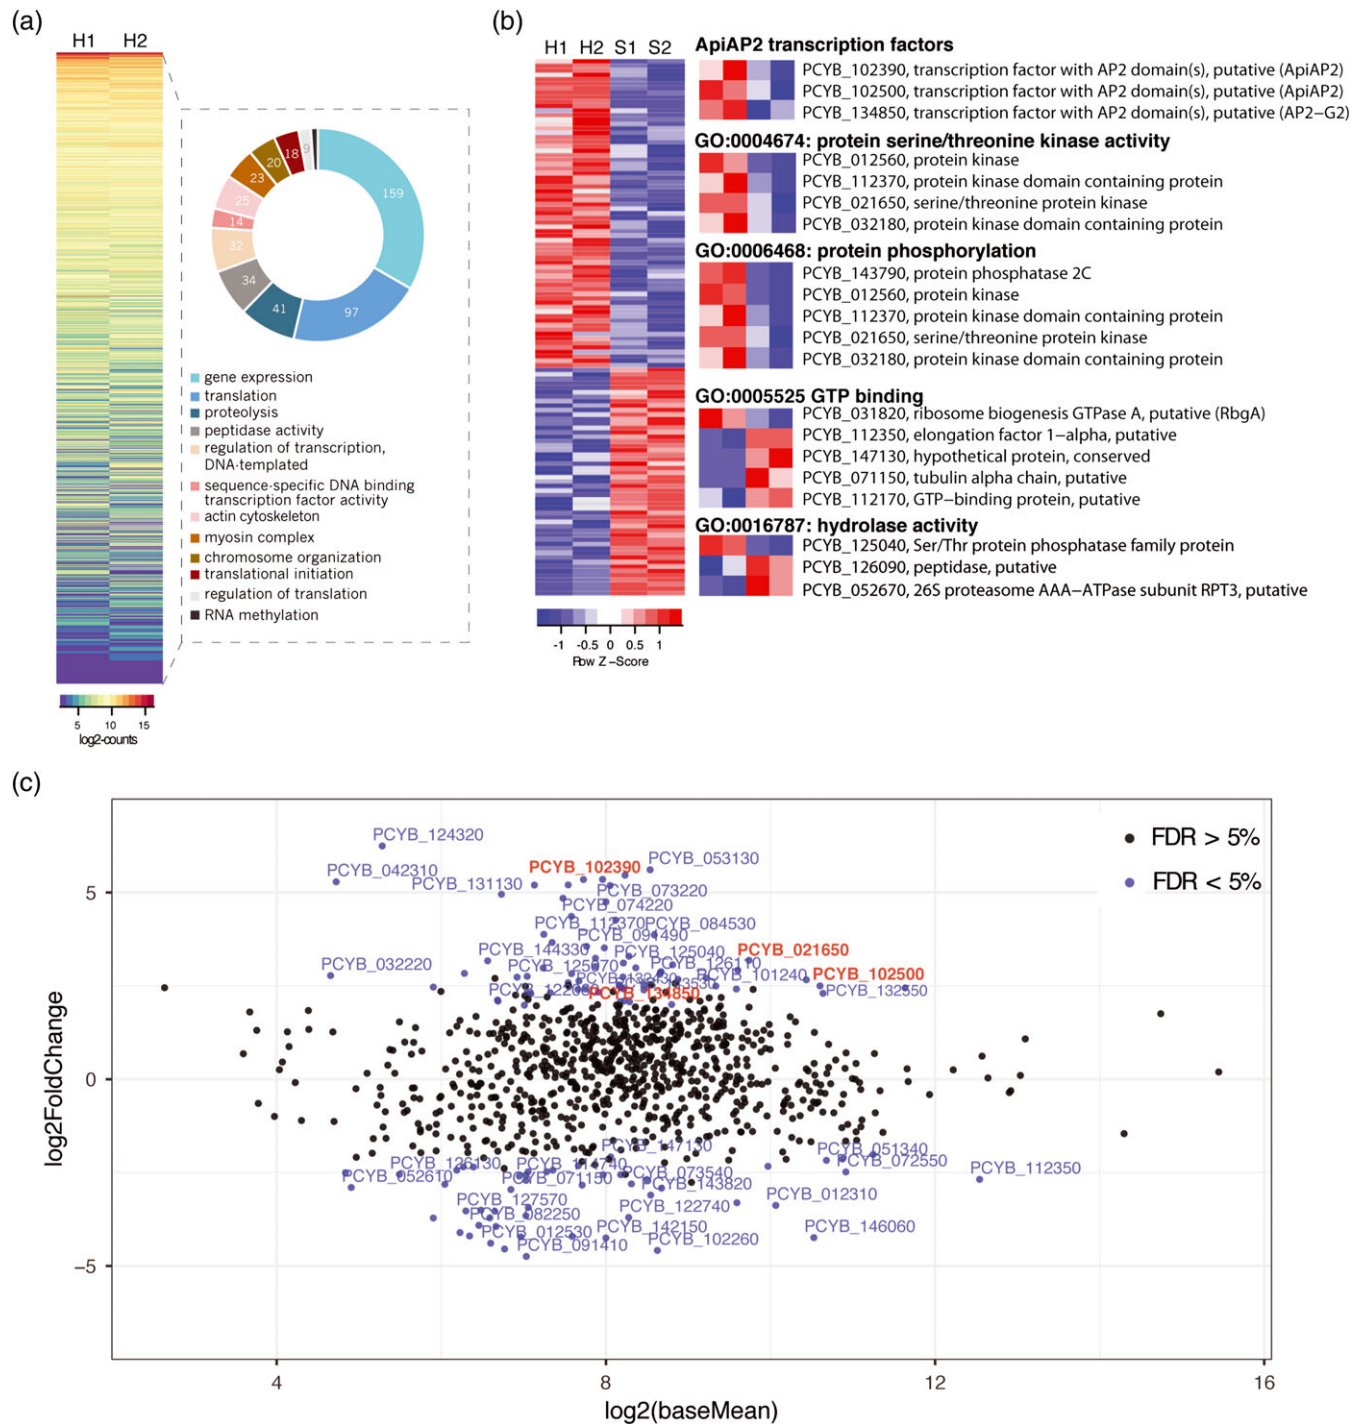 (a)
H1 H2
159
97
41
34
32
14
25
23
20
18
9
gene expression
translation
proteolysis
peptidase activity
regulation of transcription,
DNA-templated
sequence-specific DNA binding
transcription factor activity
actin cytoskeleton
myosin complex
chromosome organization
translational initiation
regulation of translation
RNA methylation
5 10 15
log2-counts
(b)
H1 H2 S1 S2
-1 -0.5 0 0.5 1
Row Z-Score
ApiAP2 transcription factors
PCYB_102390, transcription factor with AP2 domain(s), putative (ApiAP2)
PCYB_102500, transcription factor with AP2 domain(s), putative (ApiAP2)
PCYB_134850, transcription factor with AP2 domain(s), putative (AP2-G2)
GO:0004674: protein serine/threonine kinase activity
PCYB_012560, protein kinase
PCYB_112370, protein kinase domain containing protein
PCYB_021650, serine/threonine protein kinase
PCYB_032180, protein kinase domain containing protein
GO:0006468: protein phosphorylation
PCYB_143790, protein phosphatase 2C
PCYB_012560, protein kinase
PCYB_112370, protein kinase domain containing protein
PCYB_021650, serine/threonine protein kinase
PCYB_032180, protein kinase domain containing protein
GO:0005525 GTP binding
PCYB_031820, ribosome biogenesis GTPase A, putative (RbgA)
PCYB_112350, elongation factor 1-alpha, putative
PCYB_147130, hypothetical protein, conserved
PCYB_071150, tubulin alpha chain, putative
PCYB_112170, GTP-binding protein, putative
GO:0016787: hydrolase activity
PCYB_125040, Ser/Thr protein phosphatase family protein
PCYB_126090, peptidase, putative
PCYB_052670, 26S proteasome AAA-ATPase subunit RPT3, putative
(c)
FDR > 5%
FDR < 5%
PCYB_124320
PCYB_042310
PCYB_131130
PCYB_102390
PCYB_053130
PCYB_073220
PCYB_074220
PCYB_112370
PCYB_084530
PCYB_091490
PCYB_144330
PCYB_125040
PCYB_021650
PCYB_032220
PCYB_126110
PCYB_101240
PCYB_102500
PCYB_132550
PCYB_134850
PCYB_147130
PCYB_051340
PCYB_126130
PCYB_072550
PCYB_052610
PCYB_071150
PCYB_073540
PCYB_112350
PCYB_143820
PCYB_127570
PCYB_122740
PCYB_012310
PCYB_082250
PCYB_012530
PCYB_142150
PCYB_146060
PCYB_091410
PCYB_102260
5
0
-5
log2FoldChange
4 8 12 16
log2(baseMean)